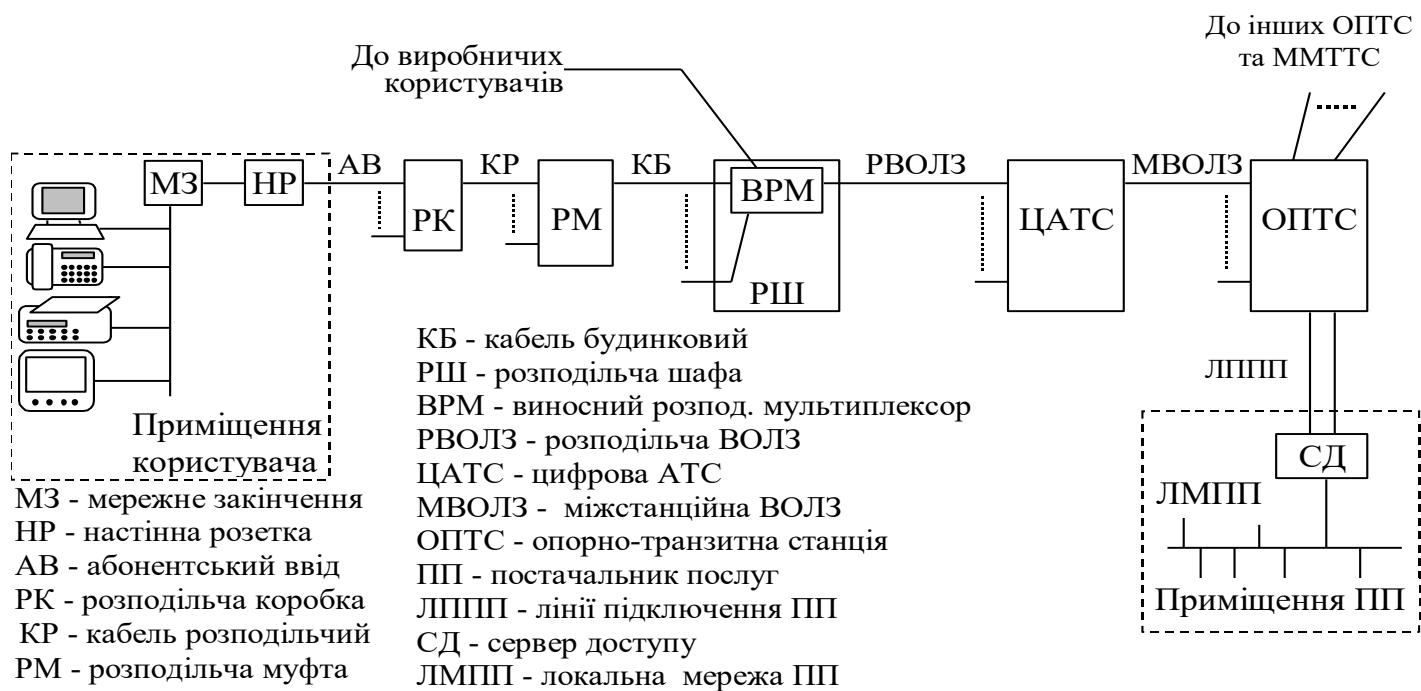 До інших ОПТС
та ММТТС
До виробничих
користувачів
МЗ
НР
АВ
РК
КР
РМ
КБ
ВРМ
РШ
РВОЛЗ
ЦАТС
МВОЛЗ
ОПТС
Приміщення
користувача
ЛППП
СД
ЛМПП
Приміщення ПП
МЗ - мережне закінчення
НР - настінна розетка
АВ - абонентський ввід
РК - розподільча коробка
КР - кабель розподільчий
РМ - розподільча муфта
КБ - кабель будинковий
РШ - розподільча шафа
ВРМ - виносний розпод. мультиплексор
РВОЛЗ - розподільча ВОЛЗ
ЦАТС - цифрова АТС
МВОЛЗ - міжстанційна ВОЛЗ
ОПТС - опорно-транзитна станція
ПП - постачальник послуг
ЛППП - лінії підключення ПП
СД - сервер доступу
ЛМПП - локальна мережа ПП